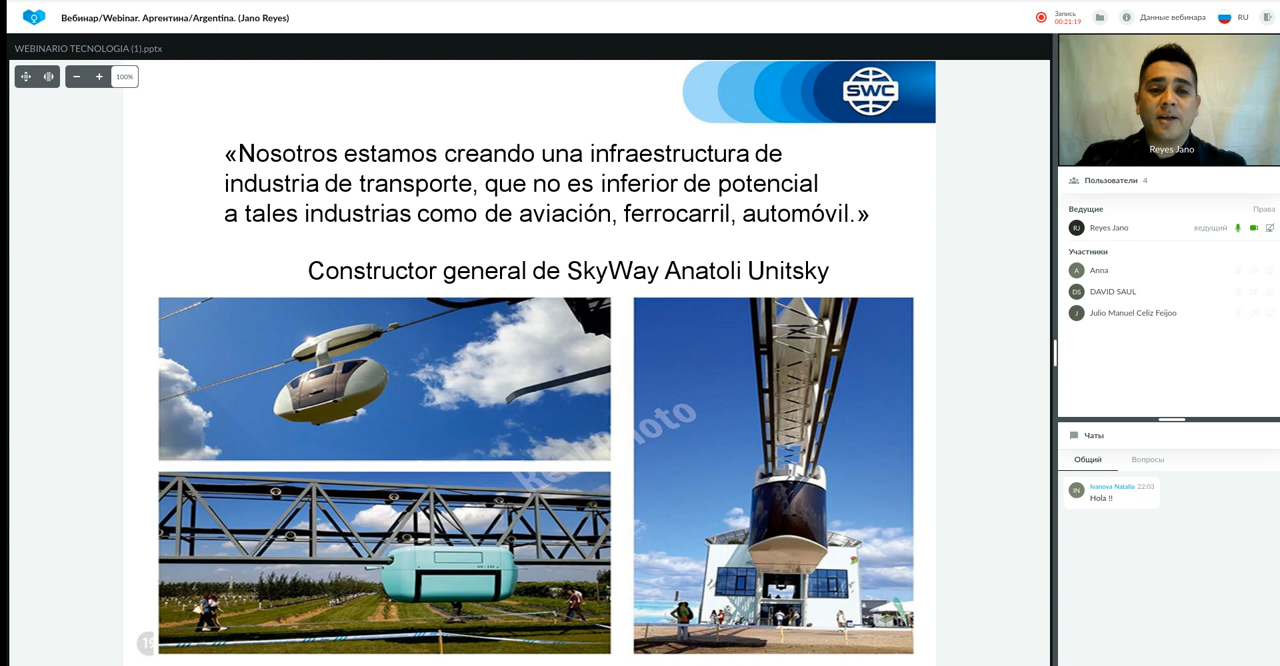 Вебинар/Webinar. Аргентина/Argentina. (Jano Reyes)
Запись
00:21:19
Данные вебинара
RU
WEBINARIO TECNOLOGIA (1).pptx
100%
SWC
«Nosotros estamos creando una infraestructura de
industria de transporte, que no es inferior de potencial
a tales industrias como de aviación, ferrocarril, automóvil.»
Constructor general de SkyWay Anatoli Unitsky
19
Reyes Jano
Пользователи 4
Ведущие Права
RJ Reyes Jano ведущий
Участники
A Anna
DS DAVID SAUL
J Julio Manuel Celiz Feijoo
Чаты
Общий Вопросы
IN Ivanova Natalia 22:03
Hola !!